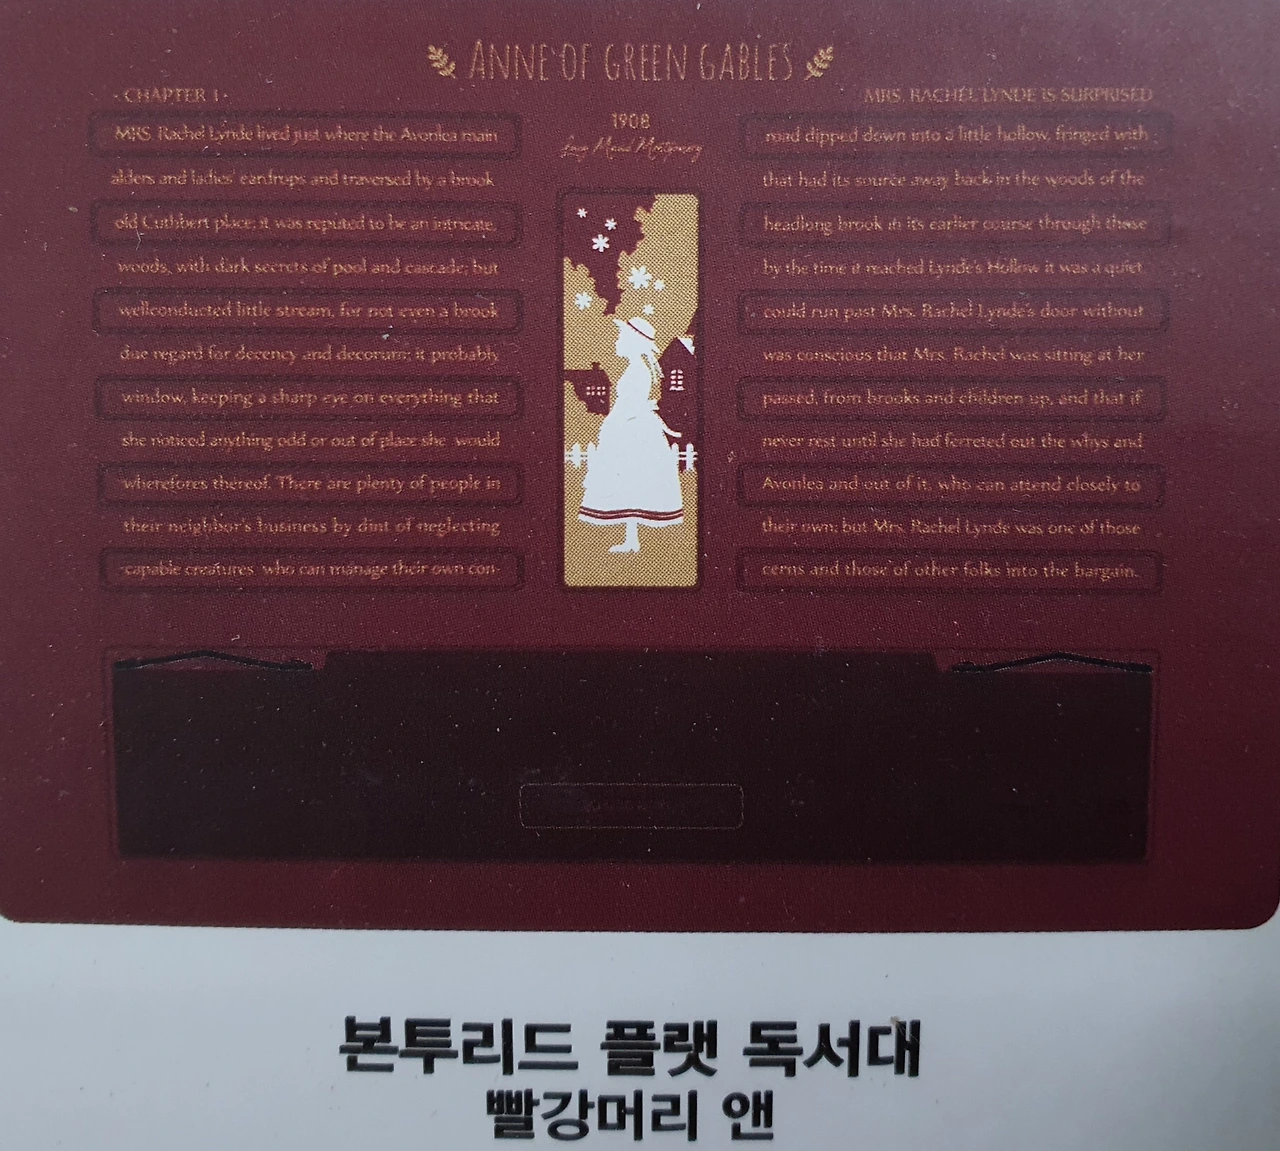 ANNE OF GREEN GABLES
- CHAPTER 1 -
MRS. RACHEL LYNDE IS SURPRISED
1908
Lucy Maud Montgomery
MRS. Rachel Lynde lived just where the Avonlea main
road dipped down into a little hollow, fringed with
alders and ladies' eardrops and traversed by a brook
that had its source away back in the woods of the
old Cuthbert place; it was reputed to be an intricate,
headlong brook in its earlier course through those
woods, with dark secrets of pool and cascade; but
by the time it reached Lynde's Hollow it was a quiet,
wellconducted little stream, for not even a brook
could run past Mrs. Rachel Lynde's door without
due regard for decency and decorum; it probably
was conscious that Mrs. Rachel was sitting at her
window, keeping a sharp eye on everything that
passed, from brooks and children up, and that if
she noticed anything odd or out of place she would
never rest until she had ferreted out the whys and
wherefores thereof. There are plenty of people in
Avonlea and out of it, who can attend closely to
their neighbor's business by dint of neglecting
their own; but Mrs. Rachel Lynde was one of those
capable creatures who can manage their own con-
cerns and those of other folks into the bargain.
본투리드 플랫 독서대
빨강머리 앤